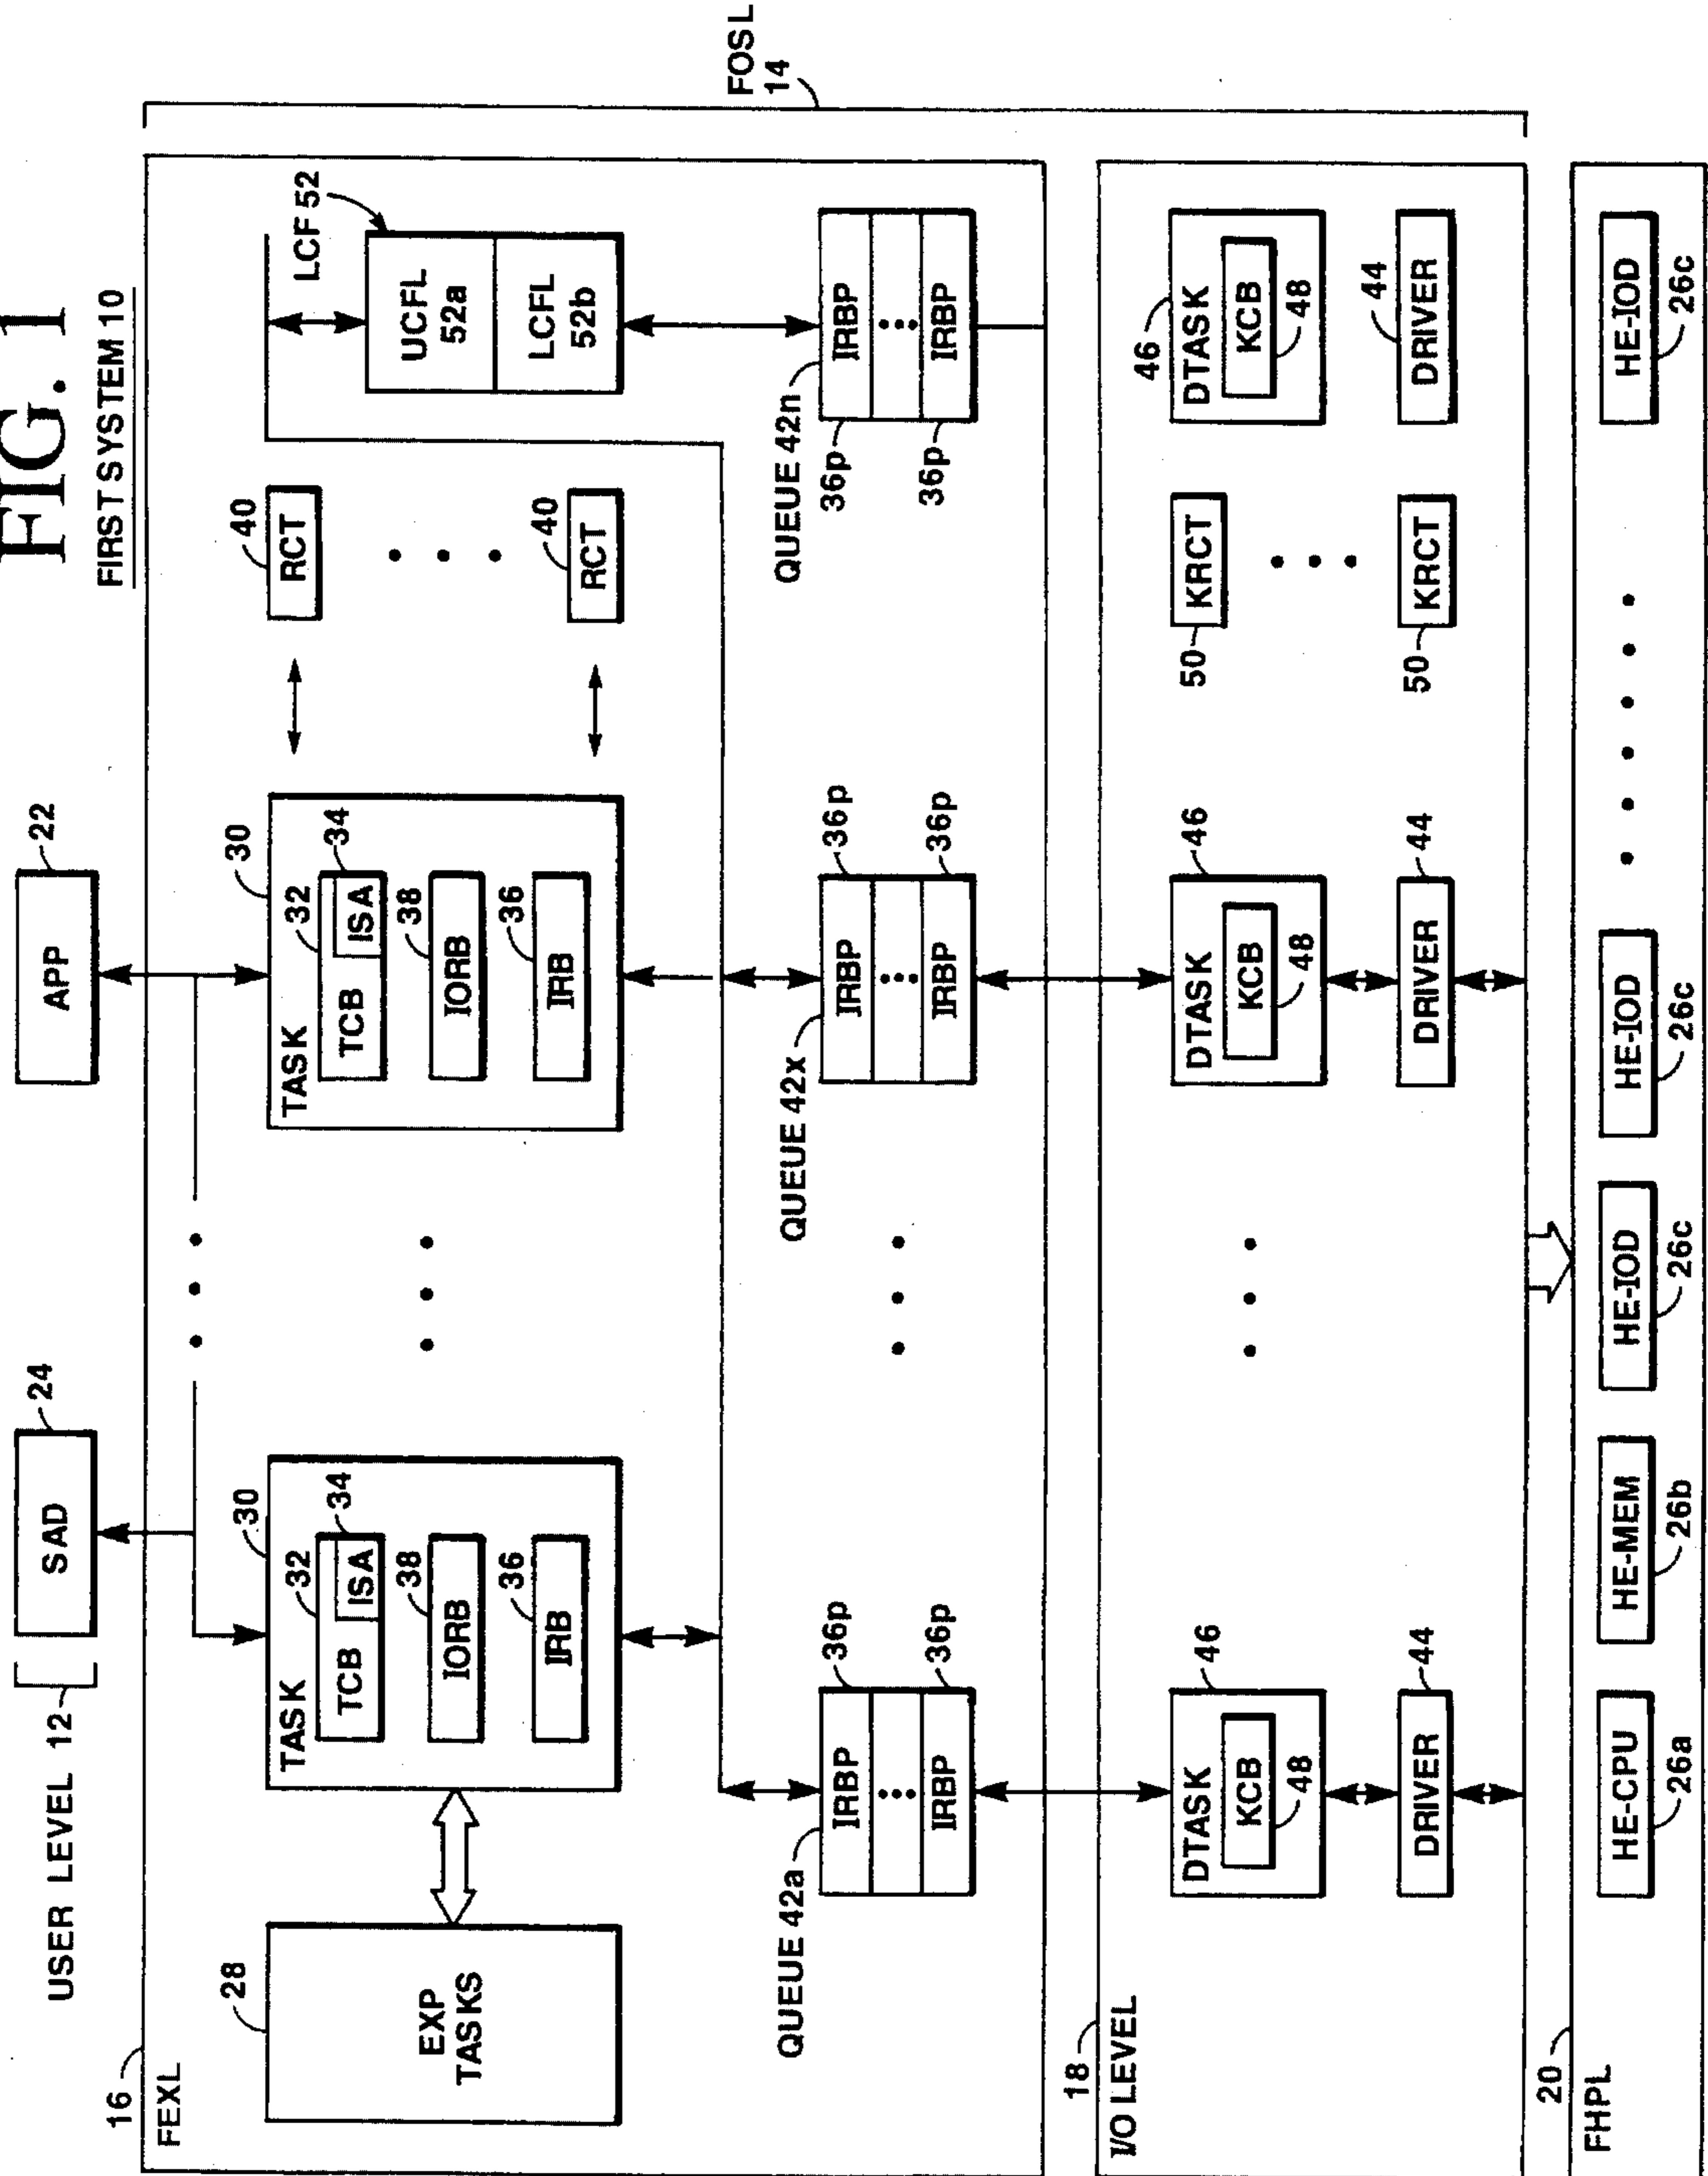 FIG. 1
FIRST SYSTEM 10
USER LEVEL 12
SAD
24
APP
22
FOSL
14
16
FEXL
28
EXP
TASKS
30
TASK
32
TCB
ISA
34
38
IORB
36
IRB
30
TASK
32
TCB
ISA
34
38
IORB
36
IRB
40
RCT
40
RCT
LCF 52
UCFL
52a
LCFL
52b
QUEUE 42a
IRBP
36p
IRBP
36p
QUEUE 42x
IRBP
36p
IRBP
36p
QUEUE 42n
IRBP
36p
IRBP
36p
18
I/O LEVEL
DTASK
46
KCB
48
DRIVER
44
DTASK
46
KCB
48
DRIVER
44
50
KRCT
50
KRCT
46
DTASK
KCB
48
44
DRIVER
20
FHPL
HE-CPU
26a
HE-MEM
26b
HE-IOD
26c
HE-IOD
26c
HE-IOD
26c